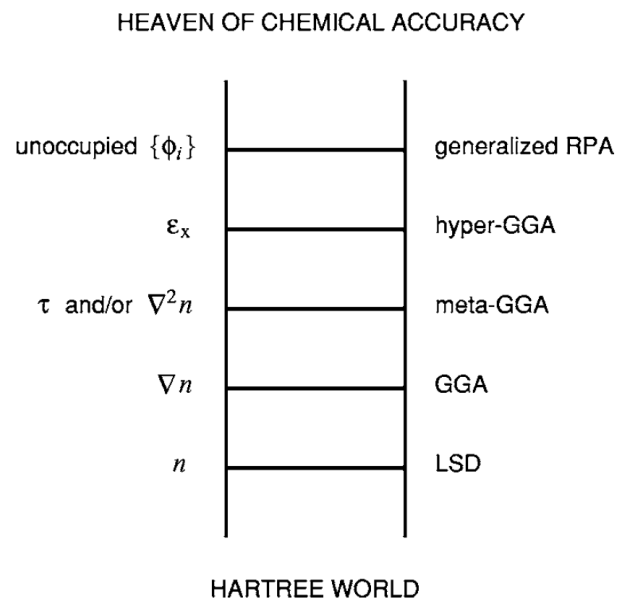 HEAVEN OF CHEMICAL ACCURACY
unoccupied {ϕᵢ} generalized RPA
εₓ hyper-GGA
τ and/or ∇²n meta-GGA
∇n GGA
n LSD
HARTREE WORLD